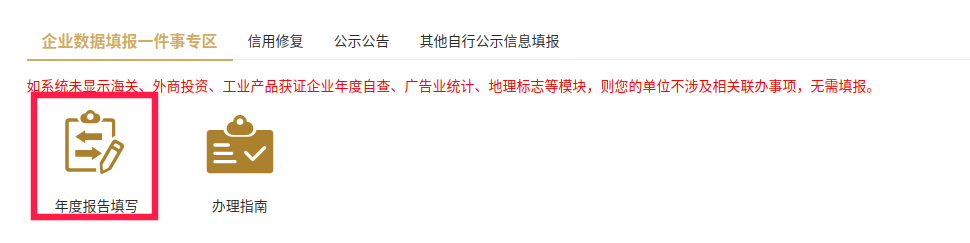 企业数据填报一件事专区 信用修复 公示公告 其他自行公示信息填报
如系统未显示海关、外商投资、工业产品获证企业年度自查、广告业统计、地理标志等模块，则您的单位不涉及相关联办事项，无需填报。
年度报告填写 办理指南